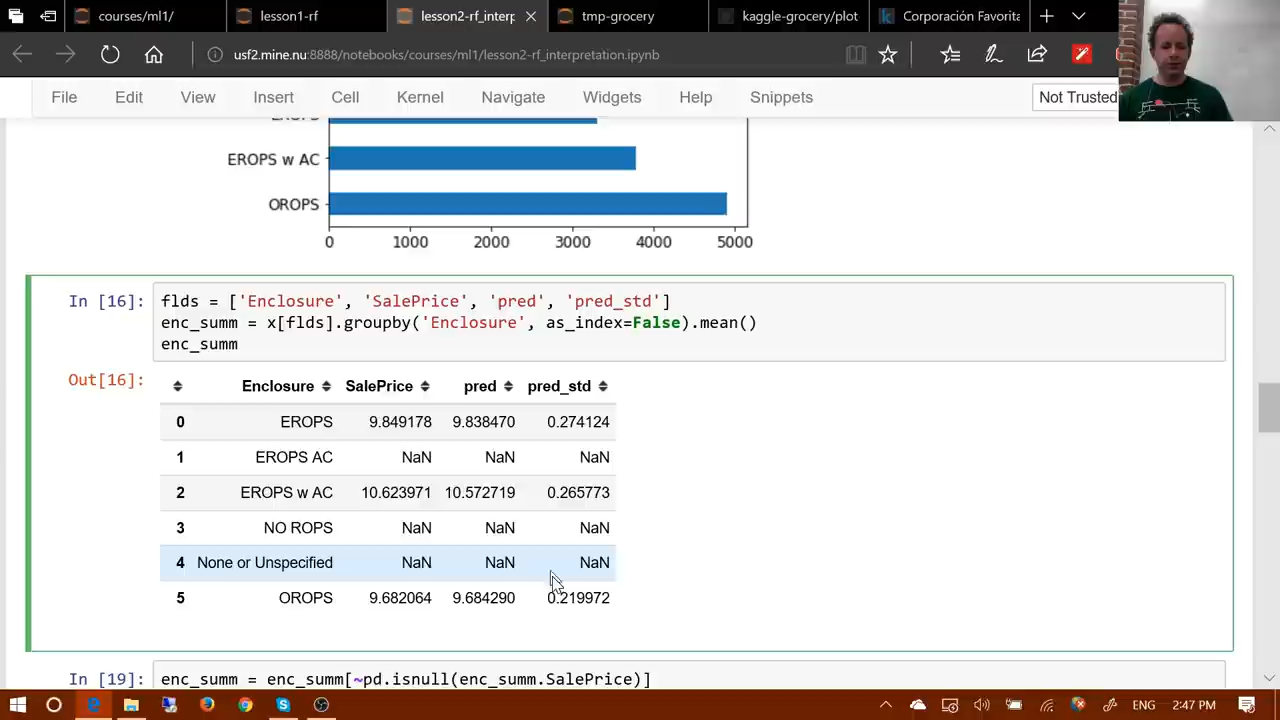 courses/ml1/
lesson1-rf
lesson2-rf_interp
tmp-grocery
kaggle-grocery/plot
Corporación Favorita
usf2.mine.nu:8888/notebooks/courses/ml1/lesson2-rf_interpretation.ipynb
File Edit View Insert Cell Kernel Navigate Widgets Help Snippets Not Trusted
EROPS
EROPS w AC
OROPS
0 1000 2000 3000 4000 5000
In [16]: flds = ['Enclosure', 'SalePrice', 'pred', 'pred_std']
enc_summ = x[flds].groupby('Enclosure', as_index=False).mean()
enc_summ
Out[16]:
Enclosure SalePrice pred pred_std
0 EROPS 9.849178 9.838470 0.274124
1 EROPS AC NaN NaN NaN
2 EROPS w AC 10.623971 10.572719 0.265773
3 NO ROPS NaN NaN NaN
4 None or Unspecified NaN NaN NaN
5 OROPS 9.682064 9.684290 0.219972
In [19]: enc_summ = enc_summ[~pd.isnull(enc_summ.SalePrice)]
ENG 2:47 PM